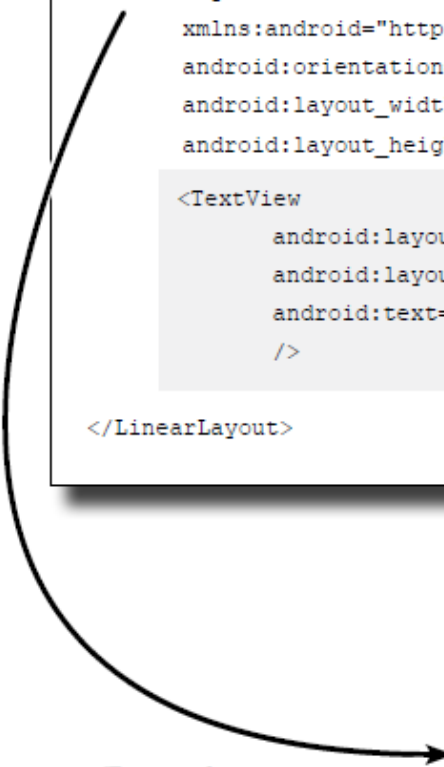 xmlns:android="http
android:orientation
android:layout_widt
android:layout_heig
<TextView
android:layou
android:layou
android:text=
/>
</LinearLayout>